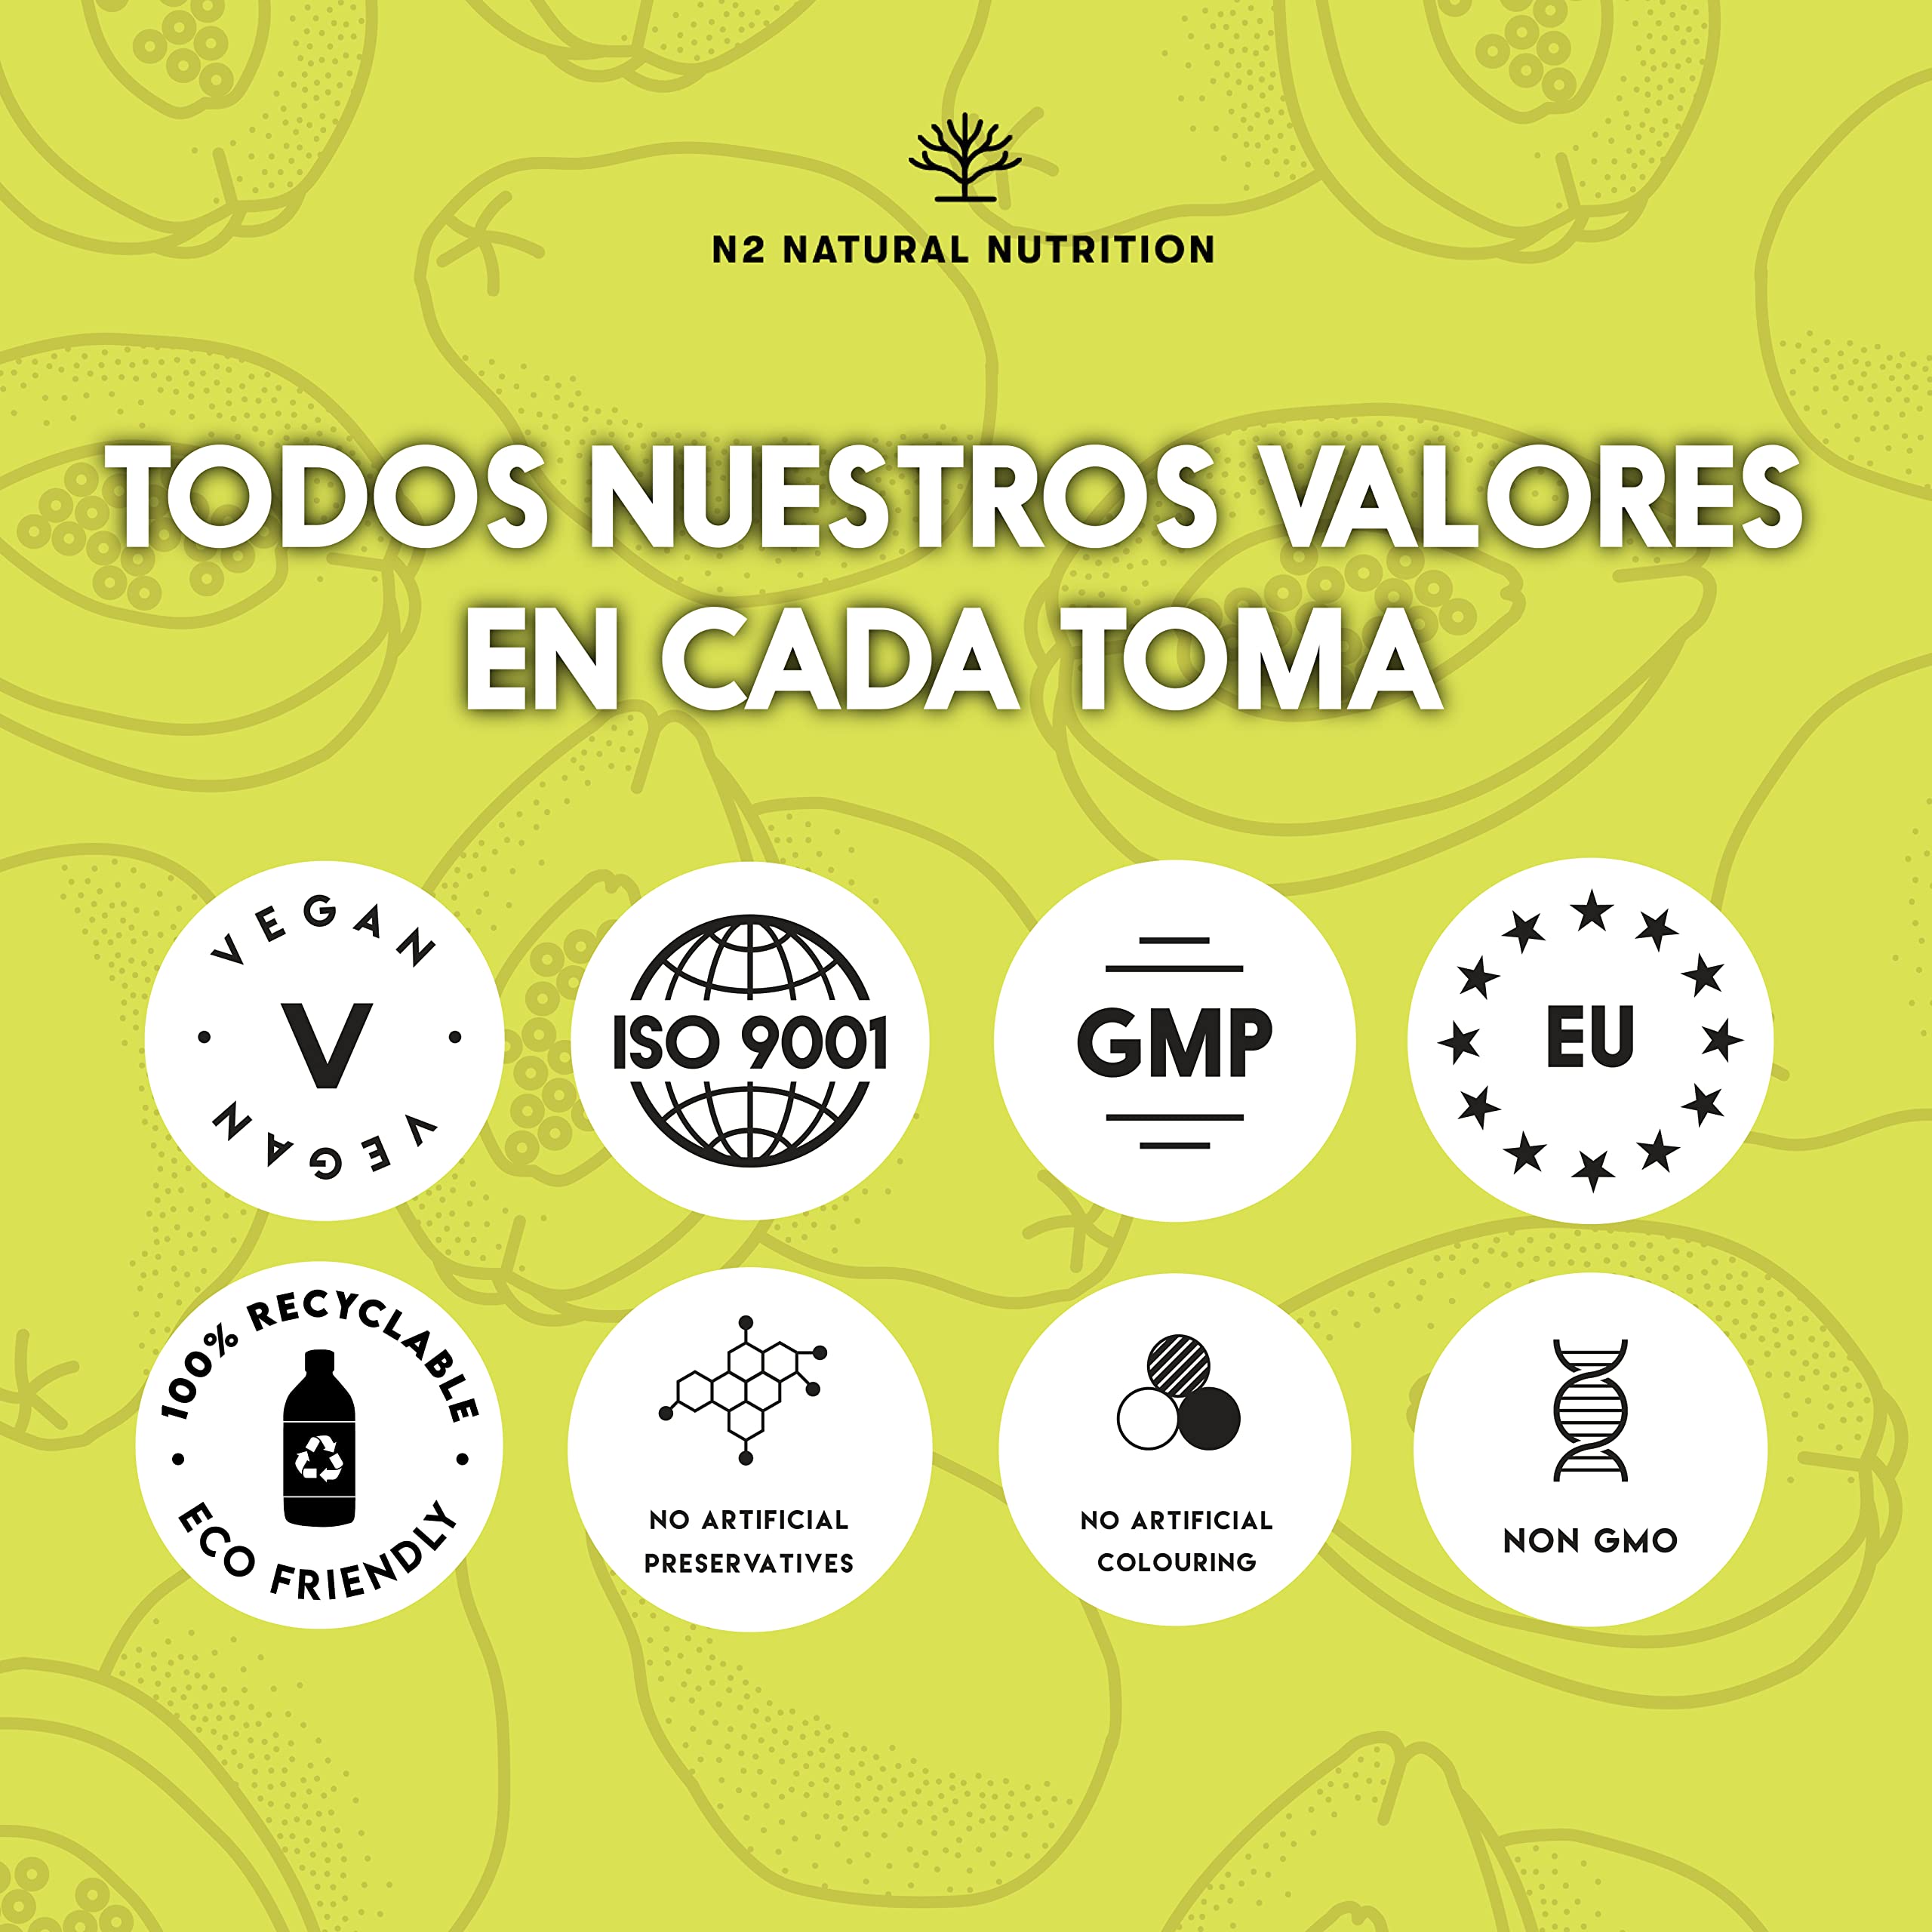 N2 NATURAL NUTRITION
TODOS NUESTROS VALORES
EN CADA TOMA
VEGAN
V
VEGAN
ISO 9001
GMP
EU
100% RECYCLABLE
ECO FRIENDLY
NO ARTIFICIAL
PRESERVATIVES
NO ARTIFICIAL
COLOURING
NON GMO